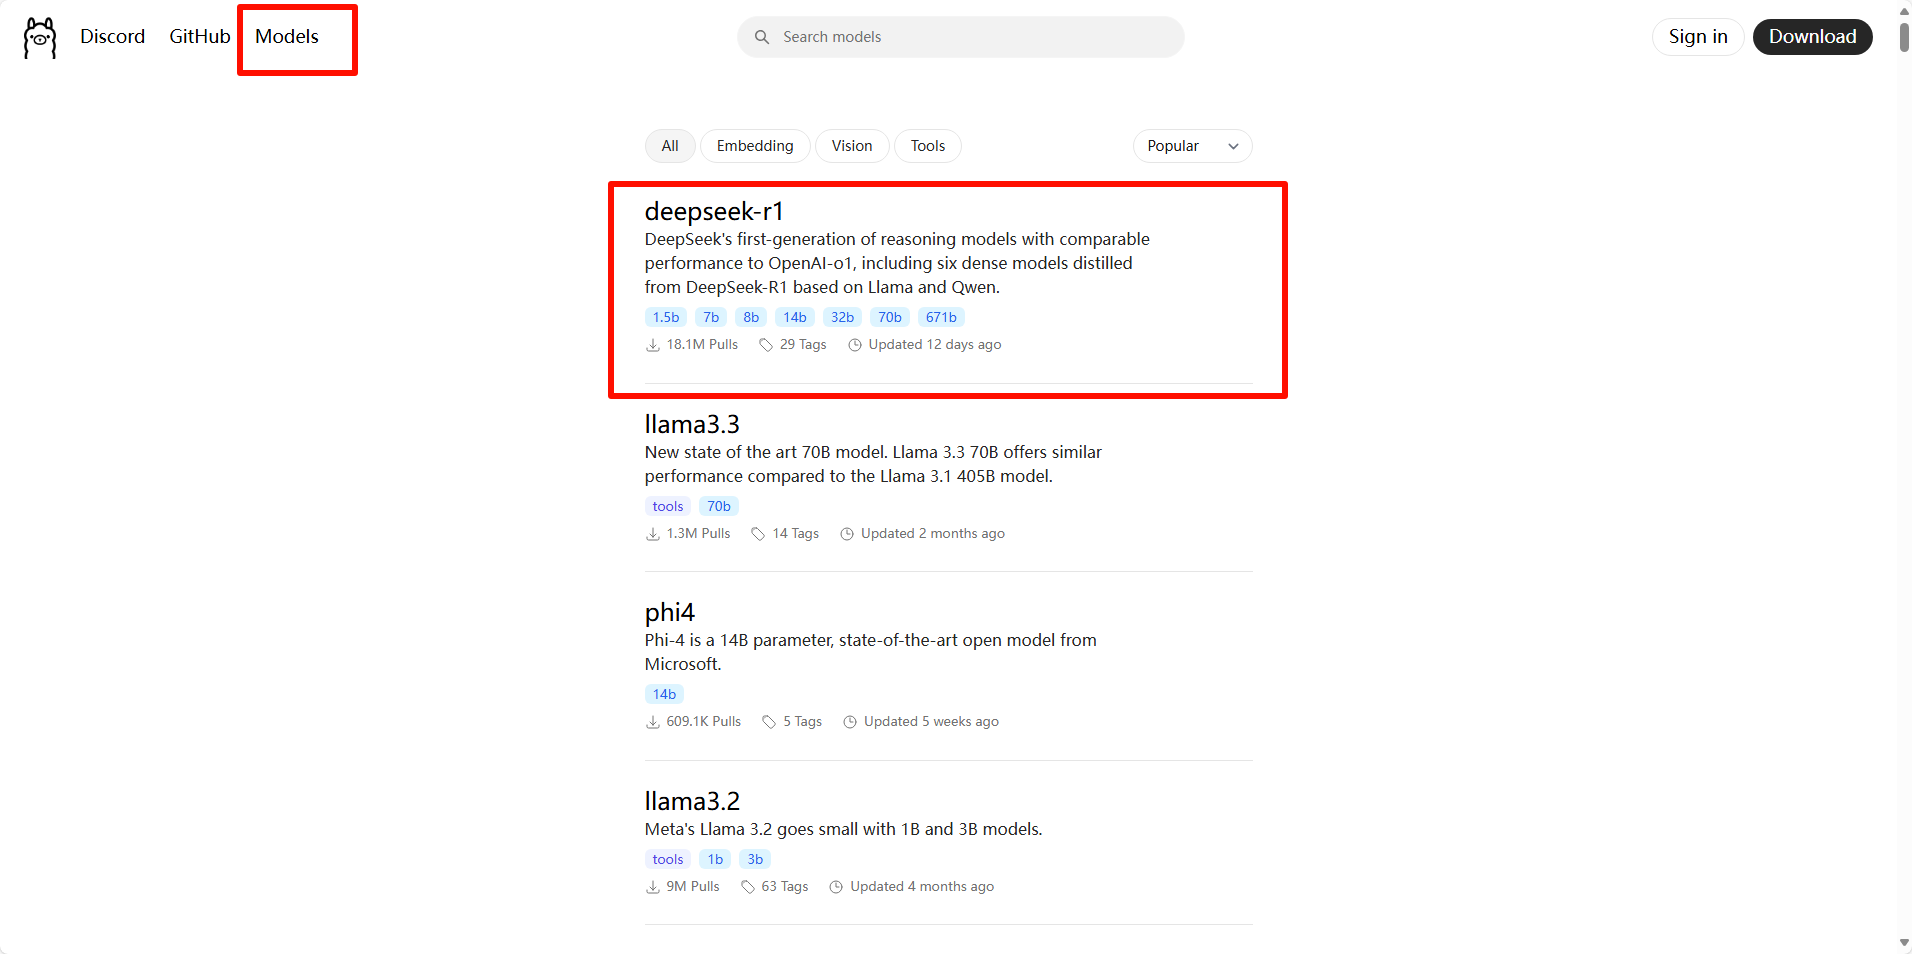 Discord GitHub Models Search models Sign in Download
All Embedding Vision Tools Popular
deepseek-r1
DeepSeek's first-generation of reasoning models with comparable
performance to OpenAI-o1, including six dense models distilled
from DeepSeek-R1 based on Llama and Qwen.
1.5b 7b 8b 14b 32b 70b 671b
18.1M Pulls 29 Tags Updated 12 days ago
llama3.3
New state of the art 70B model. Llama 3.3 70B offers similar
performance compared to the Llama 3.1 405B model.
tools 70b
1.3M Pulls 14 Tags Updated 2 months ago
phi4
Phi-4 is a 14B parameter, state-of-the-art open model from
Microsoft.
14b
609.1K Pulls 5 Tags Updated 5 weeks ago
llama3.2
Meta's Llama 3.2 goes small with 1B and 3B models.
tools 1b 3b
9M Pulls 63 Tags Updated 4 months ago